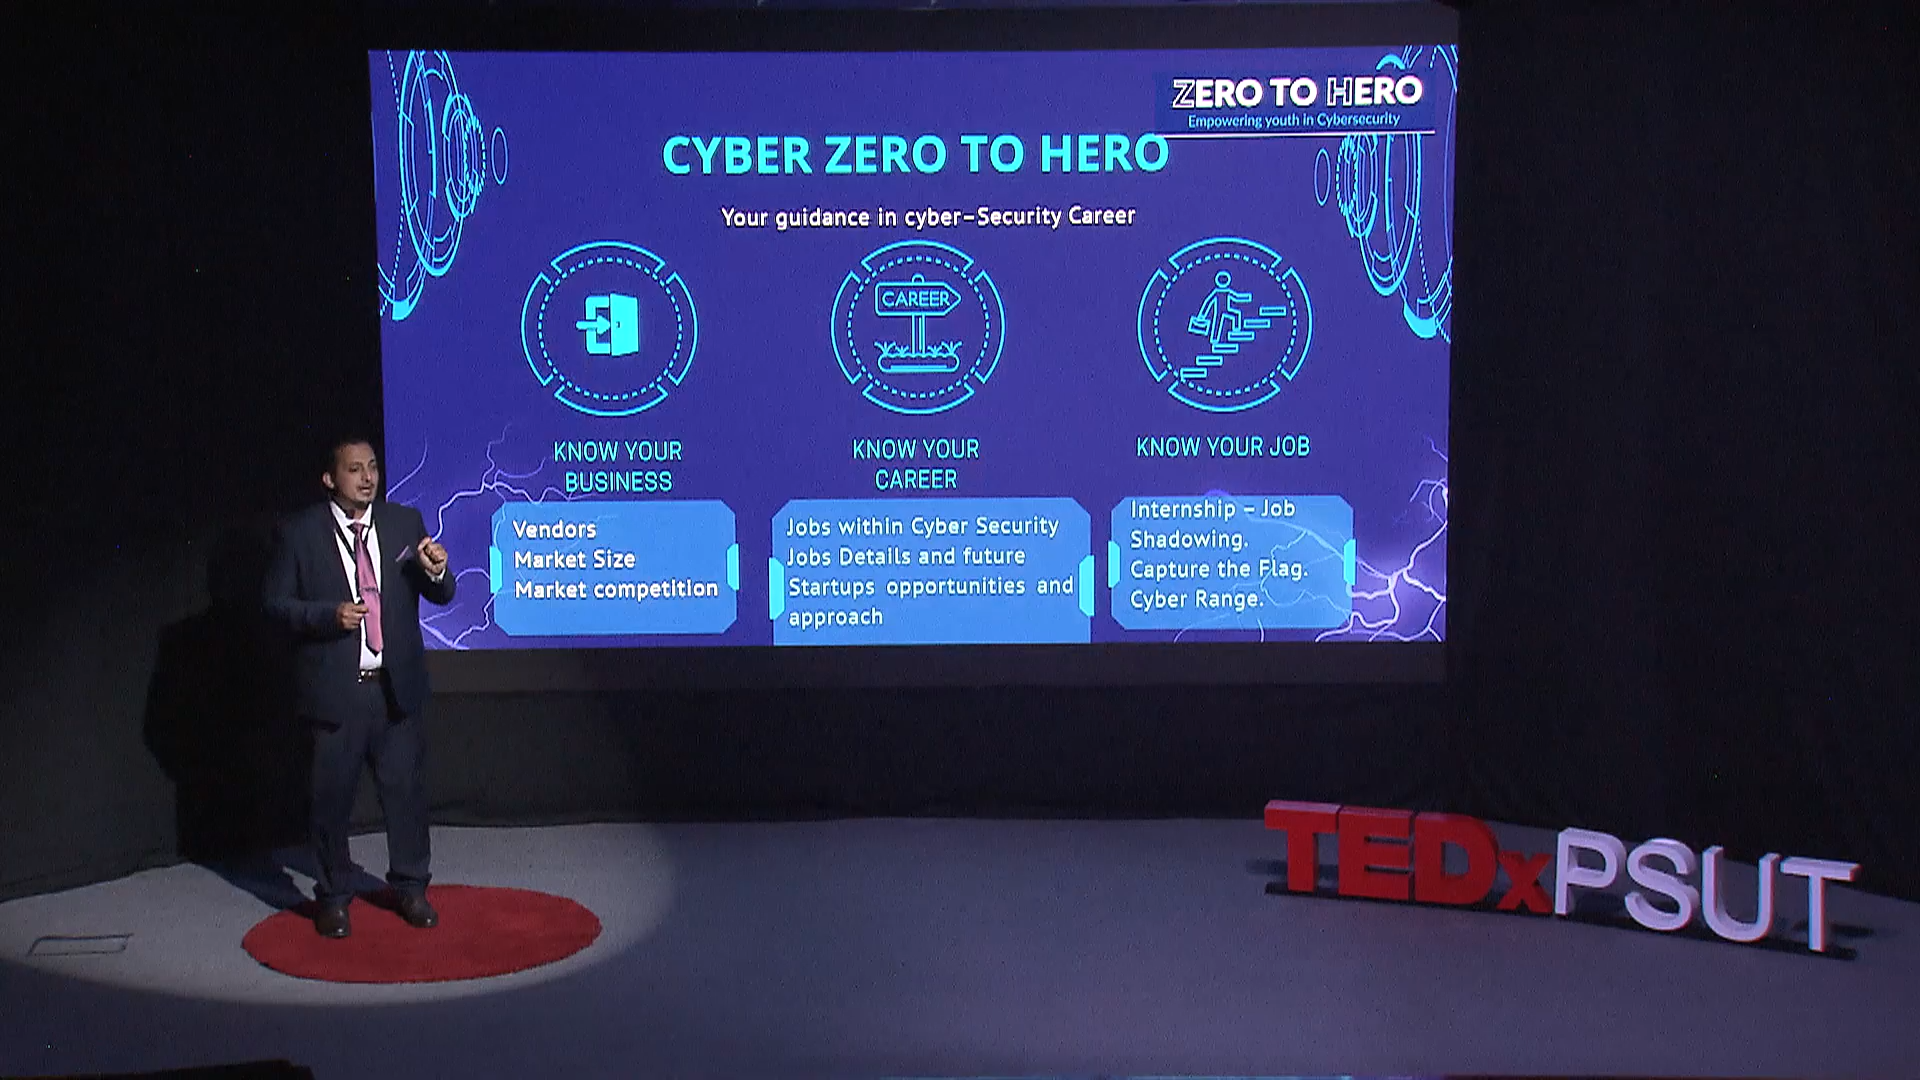 ZERO TO HERO
Empowering youth in Cybersecurity
CYBER ZERO TO HERO
Your guidance in cyber-Security Career
CAREER
KNOW YOUR
BUSINESS
Vendors
Market Size
Market competition
KNOW YOUR
CAREER
Jobs within Cyber Security
Jobs Details and future
Startups opportunities and
approach
KNOW YOUR JOB
Internship - Job
Shadowing.
Capture the Flag.
Cyber Range.
TEDxPSUT